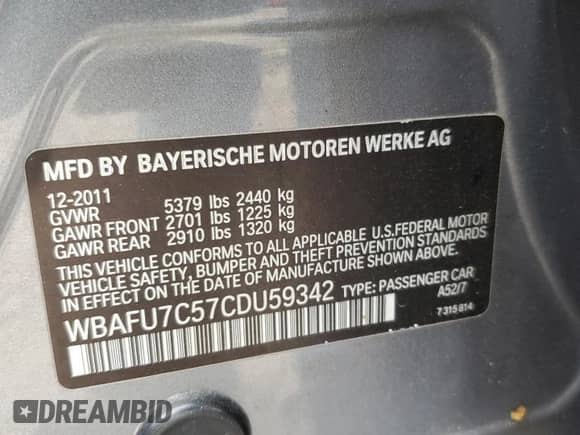 MFD BY BAYERISCHE MOTOREN WERKE AG
12-2011
GVWR 5379 lbs 2440 kg
GAWR FRONT 2701 lbs 1225 kg
GAWR REAR 2910 lbs 1320 kg
THIS VEHICLE CONFORMS TO ALL APPLICABLE U.S.FEDERAL MOTOR
VEHICLE SAFETY, BUMPER, AND THEFT PREVENTION STANDARDS
IN EFFECT ON THE DATE OF MANUFACTURE SHOWN ABOVE.
WBAFU7C57CDU59342 TYPE: PASSENGER CAR
A52/7
7315814
DREAMBID